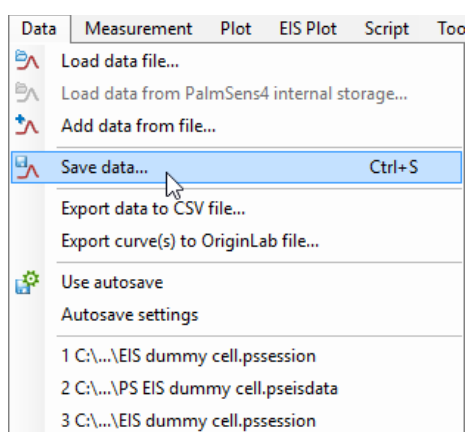 Data Measurement Plot EIS Plot Script Too
Load data file...
Load data from PalmSens4 internal storage...
Add data from file...
Save data... Ctrl+S
Export data to CSV file...
Export curve(s) to OriginLab file...
Use autosave
Autosave settings
1 C:\...\EIS dummy cell.pssession
2 C:\...\PS EIS dummy cell.pseisdata
3 C:\...\EIS dummy cell.pssession